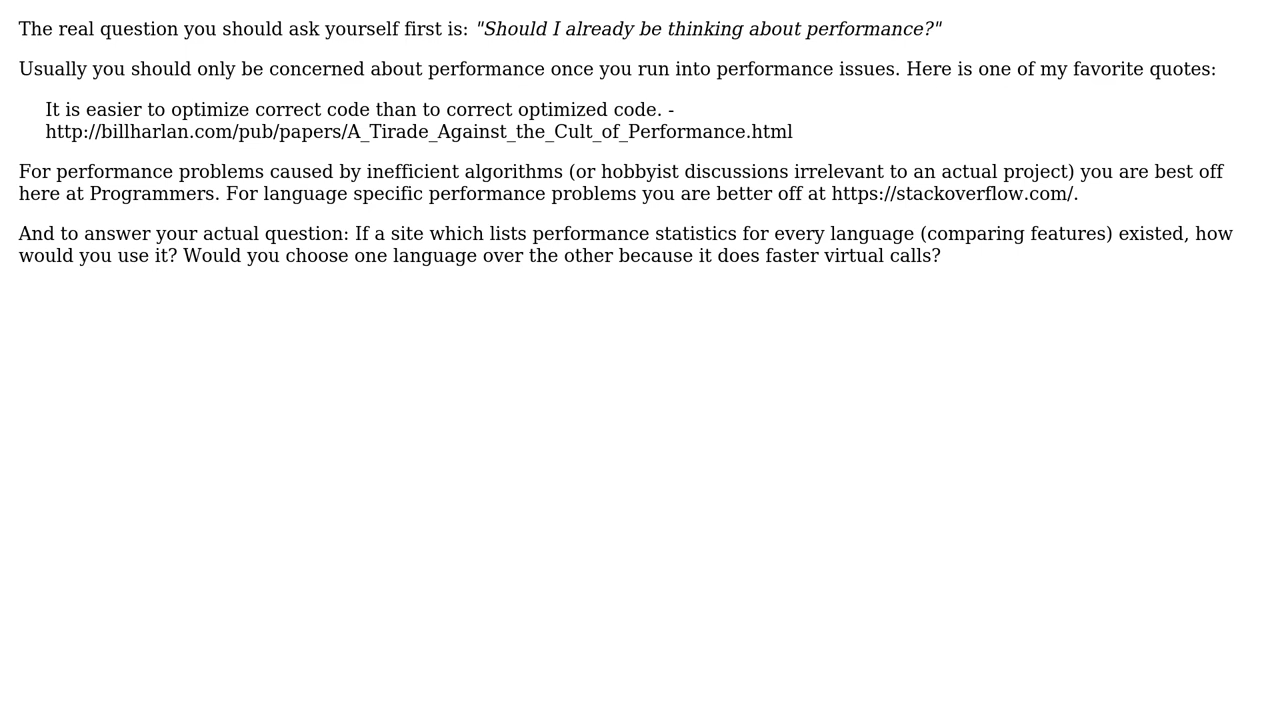 The real question you should ask yourself first is: "Should I already be thinking about performance?"
Usually you should only be concerned about performance once you run into performance issues. Here is one of my favorite quotes:
It is easier to optimize correct code than to correct optimized code. -
http://billharlan.com/pub/papers/A_Tirade_Against_the_Cult_of_Performance.html
For performance problems caused by inefficient algorithms (or hobbyist discussions irrelevant to an actual project) you are best off
here at Programmers. For language specific performance problems you are better off at https://stackoverflow.com/.
And to answer your actual question: If a site which lists performance statistics for every language (comparing features) existed, how
would you use it? Would you choose one language over the other because it does faster virtual calls?